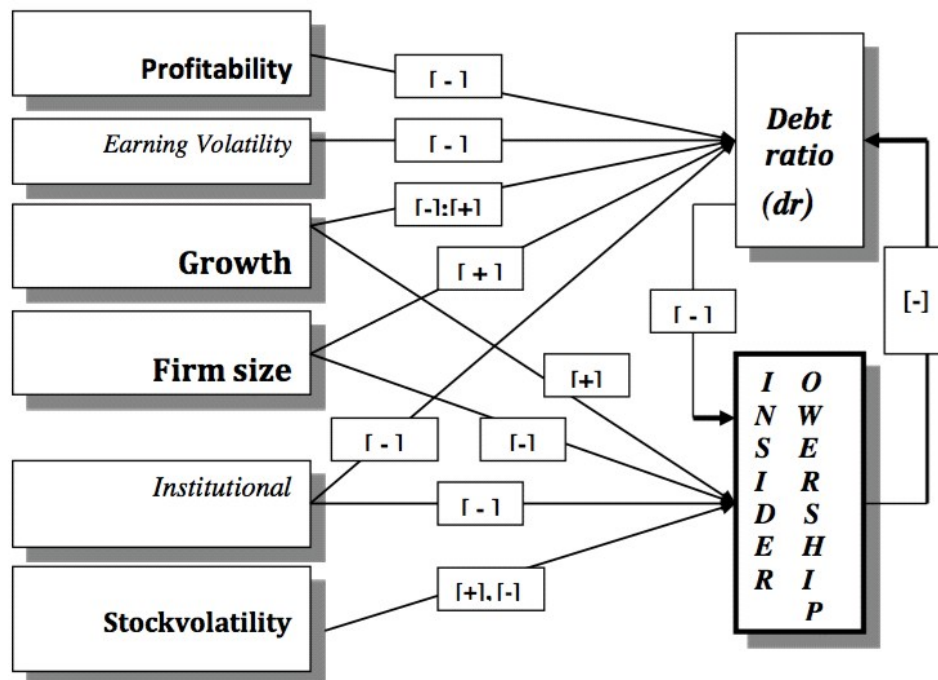 Profitability
Earning Volatility
Growth
Firm size
Institutional
Stockvolatility
[ - ]
[ - ]
[-]:[+]
[ + ]
[+]
[-]
[ - ]
[ - ]
[+], [-]
Debt
ratio
(dr)
[ - ]
[-]
I O
N W
S E
I R
D S
E H
R I
P